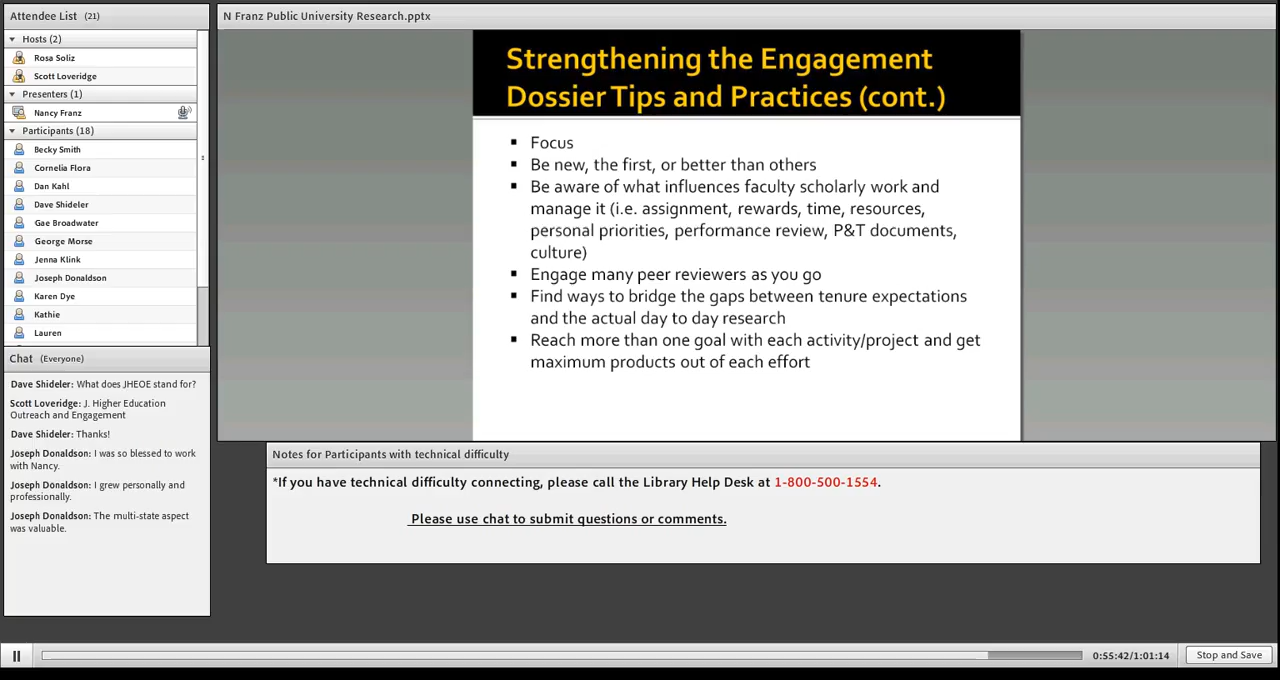 Attendee List (21)
Hosts (2)
Rosa Soliz
Scott Loveridge
Presenters (1)
Nancy Franz
Participants (18)
Becky Smith
Cornelia Flora
Dan Kahl
Dave Shideler
Gae Broadwater
George Morse
Jenna Klink
Joseph Donaldson
Karen Dye
Kathie
Lauren
Chat (Everyone)
Dave Shideler: What does JHEOE stand for?
Scott Loveridge: J. Higher Education
Outreach and Engagement
Dave Shideler: Thanks!
Joseph Donaldson: I was so blessed to work
with Nancy.
Joseph Donaldson: I grew personally and
professionally.
Joseph Donaldson: The multi-state aspect
was valuable.
N Franz Public University Research.pptx
Strengthening the Engagement
Dossier Tips and Practices (cont.)
▪ Focus
▪ Be new, the first, or better than others
▪ Be aware of what influences faculty scholarly work and
manage it (i.e. assignment, rewards, time, resources,
personal priorities, performance review, P&T documents,
culture)
▪ Engage many peer reviewers as you go
▪ Find ways to bridge the gaps between tenure expectations
and the actual day to day research
▪ Reach more than one goal with each activity/project and get
maximum products out of each effort
Notes for Participants with technical difficulty
*If you have technical difficulty connecting, please call the Library Help Desk at 1-800-500-1554.
Please use chat to submit questions or comments.
0:55:42/1:01:14
Stop and Save